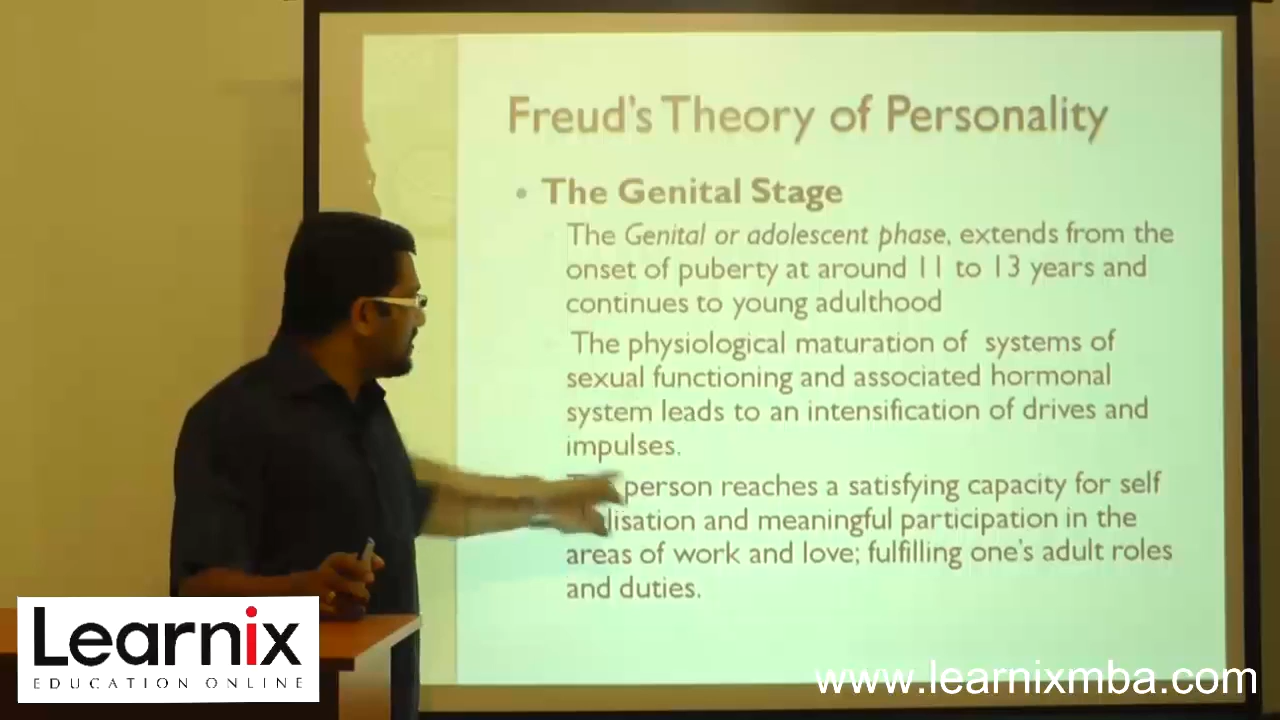 Freud's Theory of Personality
• The Genital Stage
The Genital or adolescent phase, extends from the
onset of puberty at around 11 to 13 years and
continues to young adulthood
The physiological maturation of systems of
sexual functioning and associated hormonal
system leads to an intensification of drives and
impulses.
person reaches a satisfying capacity for self
lisation and meaningful participation in the
areas of work and love; fulfilling one's adult roles
and duties.
Learnix
EDUCATION ONLINE
www.learnixmba.com